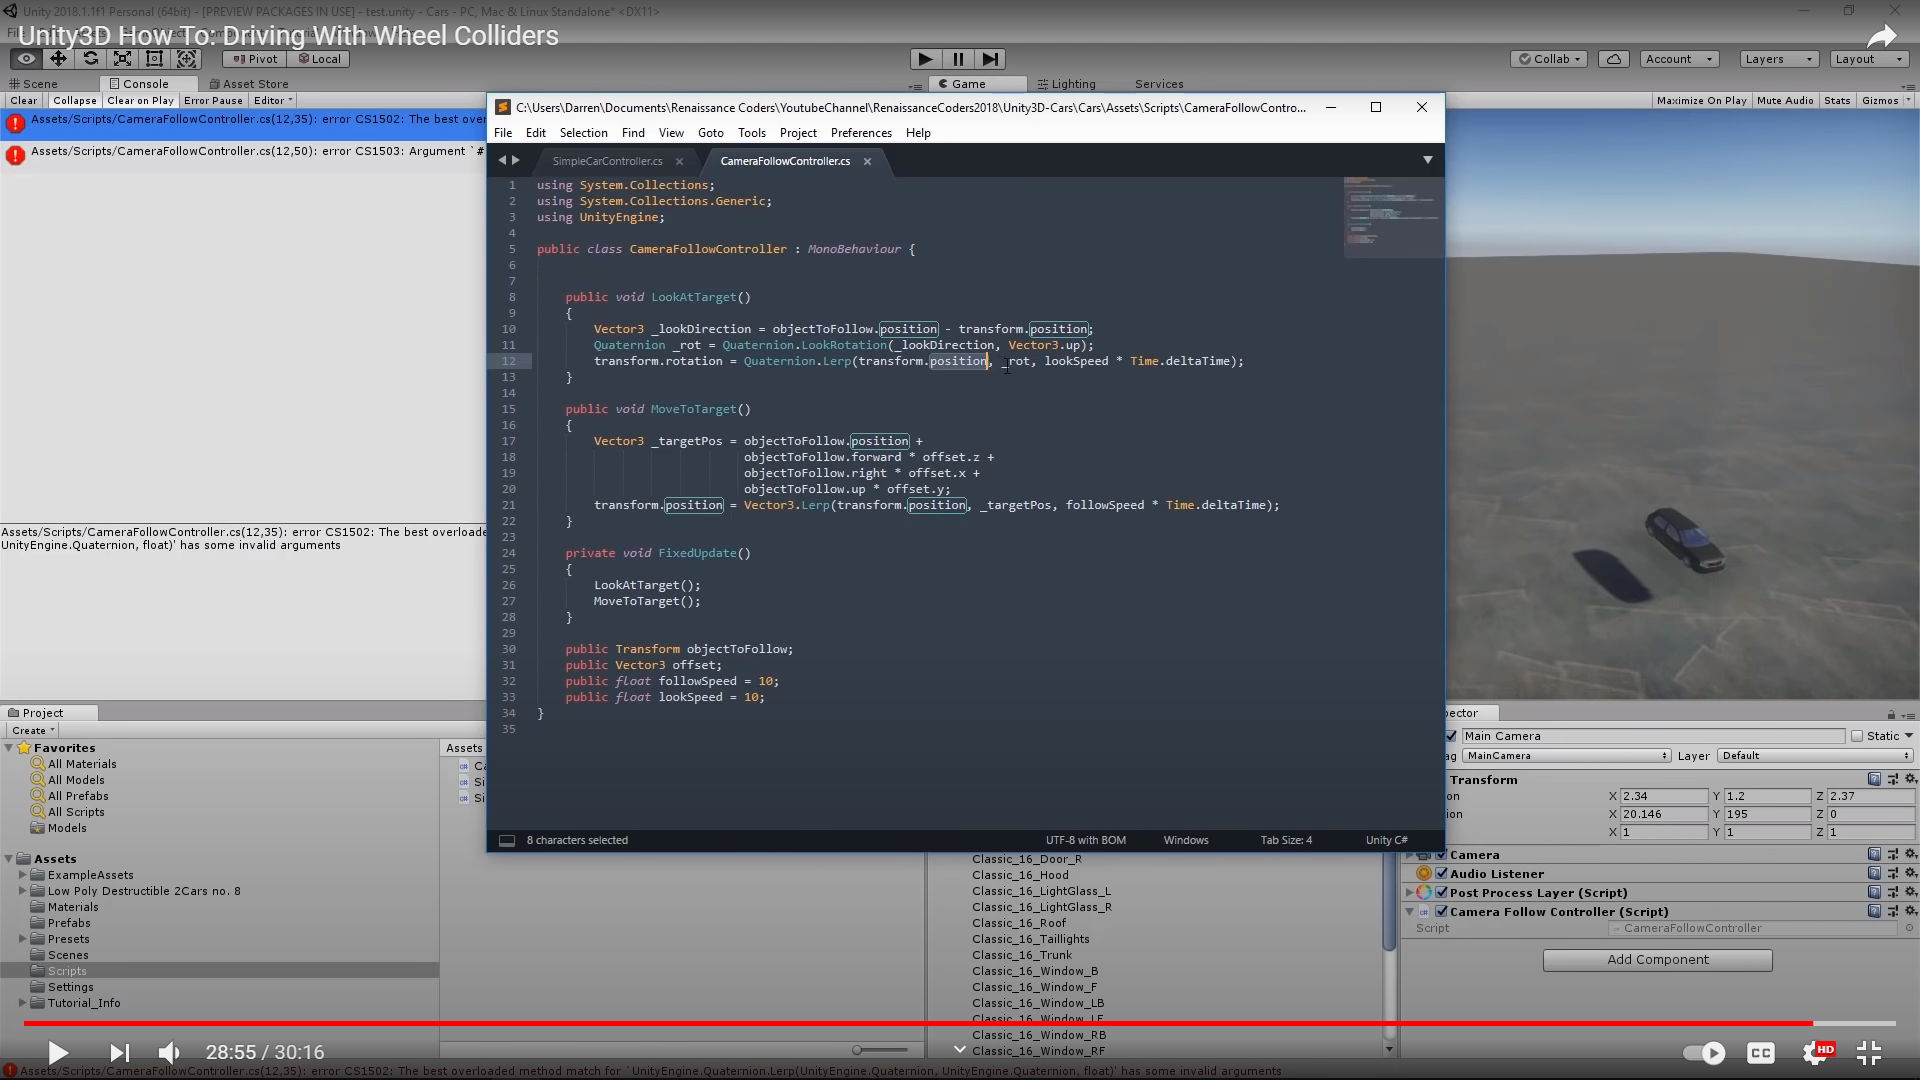 Unity 2018.1.1f1 Personal (64bit) - [PREVIEW PACKAGES IN USE] - test.unity - Cars - PC, Mac & Linux Standalone* <DX11>
Unity3D How To: Driving With Wheel Colliders
Pivot
Local
Collab
Account
Layers
Layout
Scene
Console
Asset Store
Game
Lighting
Services
Clear
Collapse
Clear on Play
Error Pause
Editor
Maximize On Play
Mute Audio
Stats
Gizmos
Assets/Scripts/CameraFollowController.cs(12,35): error CS1502: The best over
Assets/Scripts/CameraFollowController.cs(12,50): error CS1503: Argument `#
C:\Users\Darren\Documents\Renaissance Coders\YoutubeChannel\RenaissanceCoders2018\Unity3D-Cars\Cars\Assets\Scripts\CameraFollowContro...
File Edit Selection Find View Goto Tools Project Preferences Help
SimpleCarController.cs
CameraFollowController.cs
1 using System.Collections;
2 using System.Collections.Generic;
3 using UnityEngine;
4
5 public class CameraFollowController : MonoBehaviour {
6
7
8 public void LookAtTarget()
9 {
10 Vector3 _lookDirection = objectToFollow.position - transform.position;
11 Quaternion _rot = Quaternion.LookRotation(_lookDirection, Vector3.up);
12 transform.rotation = Quaternion.Lerp(transform.position, _rot, lookSpeed * Time.deltaTime);
13 }
14
15 public void MoveToTarget()
16 {
17 Vector3 _targetPos = objectToFollow.position +
18 objectToFollow.forward * offset.z +
19 objectToFollow.right * offset.x +
20 objectToFollow.up * offset.y;
21 transform.position = Vector3.Lerp(transform.position, _targetPos, followSpeed * Time.deltaTime);
22 }
23
24 private void FixedUpdate()
25 {
26 LookAtTarget();
27 MoveToTarget();
28 }
29
30 public Transform objectToFollow;
31 public Vector3 offset;
32 public float followSpeed = 10;
33 public float lookSpeed = 10;
34 }
35
8 characters selected
UTF-8 with BOM
Windows
Tab Size: 4
Unity C#
Assets/Scripts/CameraFollowController.cs(12,35): error CS1502: The best overloade
UnityEngine.Quaternion, float)' has some invalid arguments
Project
Create
Favorites
All Materials
All Models
All Prefabs
All Scripts
Models
Assets
ExampleAssets
Low Poly Destructible 2Cars no. 8
Materials
Prefabs
Presets
Scenes
Scripts
Settings
Tutorial_Info
Assets
Ca
Si
Si
Classic_16_Door_R
Classic_16_Hood
Classic_16_LightGlass_L
Classic_16_LightGlass_R
Classic_16_Roof
Classic_16_Taillights
Classic_16_Trunk
Classic_16_Window_B
Classic_16_Window_F
Classic_16_Window_LB
Classic_16_Window_LF
Classic_16_Window_RB
Classic_16_Window_RF
pector
Main Camera
Static
ag MainCamera Layer Default
Transform
on X 2.34 Y 1.2 Z 2.37
ion X 20.146 Y 195 Z 0
X 1 Y 1 Z 1
Camera
Audio Listener
Post Process Layer (Script)
Camera Follow Controller (Script)
Script CameraFollowController
Add Component
28:55 / 30:16
CC
HD
Assets/Scripts/CameraFollowController.cs(12,35): error CS1502: The best overloaded method match for `UnityEngine.Quaternion.Lerp(UnityEngine.Quaternion, UnityEngine.Quaternion, float)' has some invalid arguments